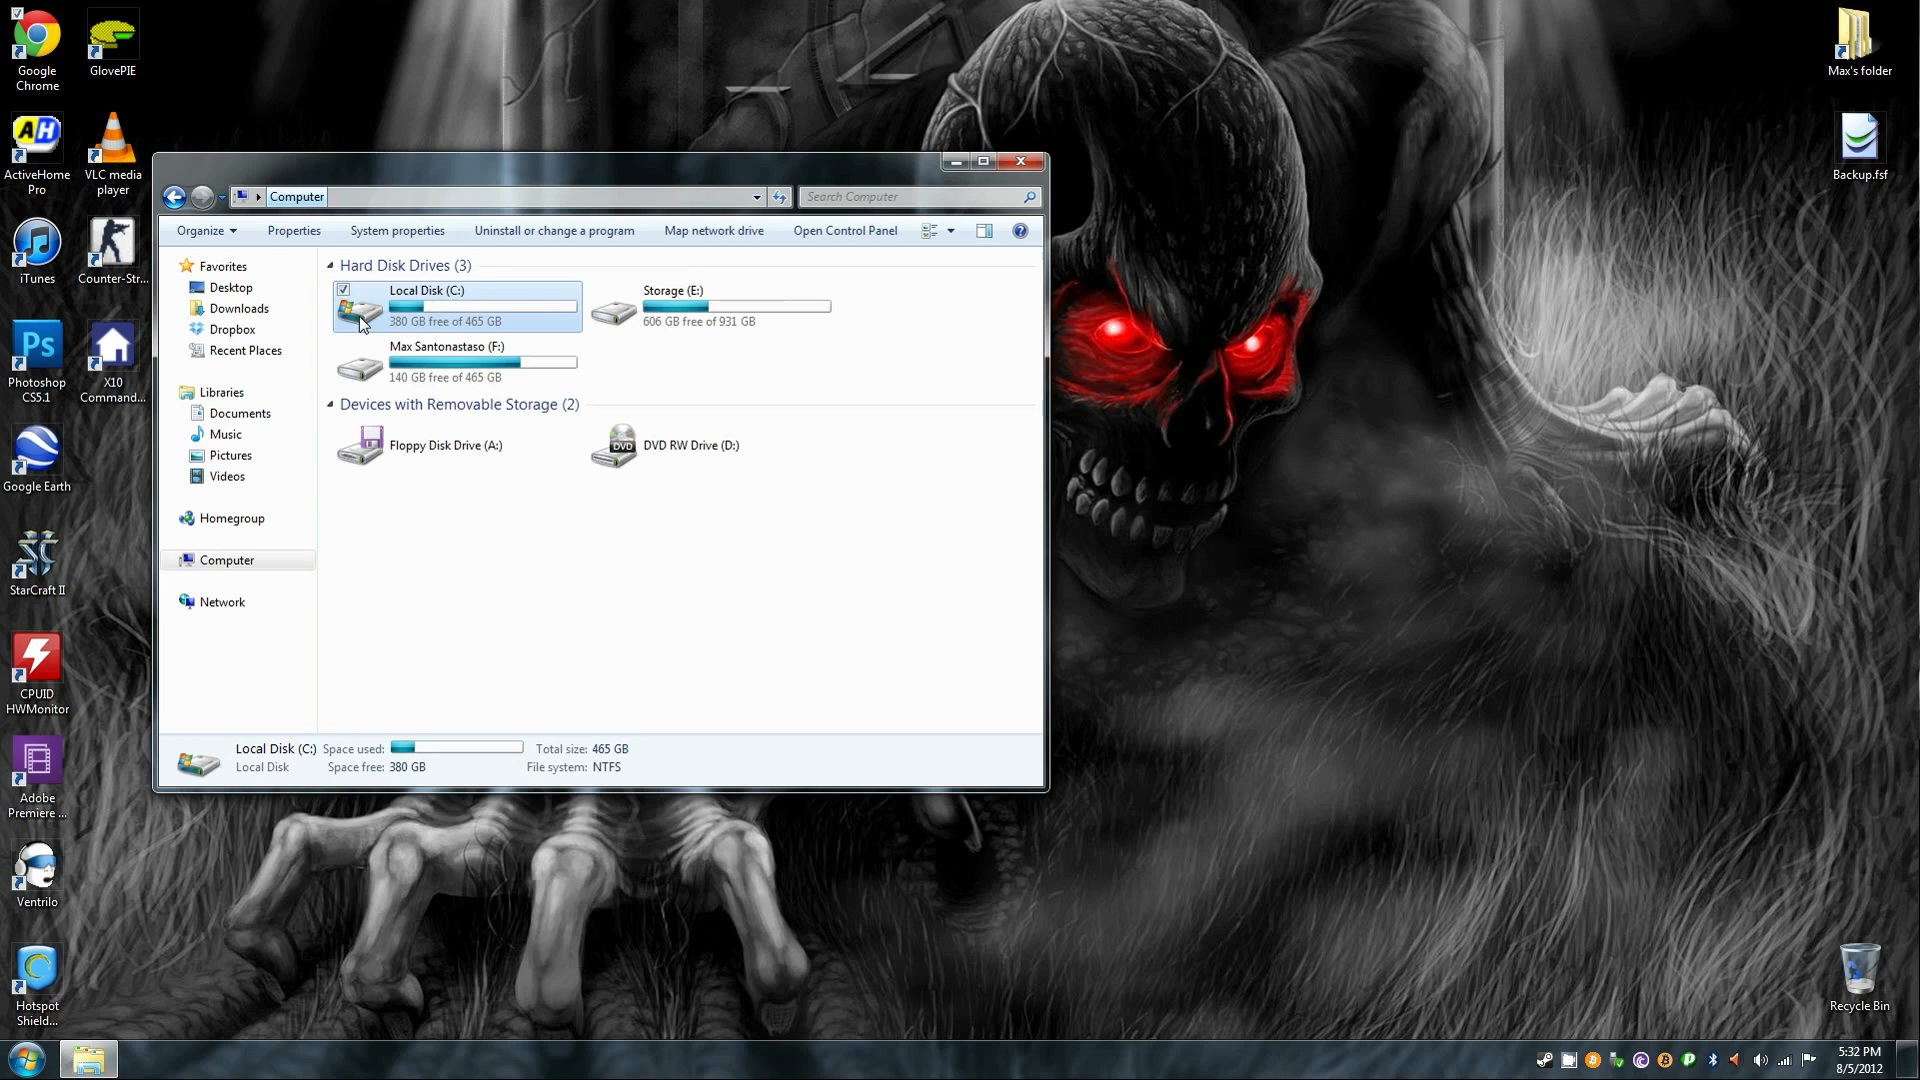 Google
Chrome
GlovePIE
AH
ActiveHome
Pro
VLC media
player
iTunes
Counter-Str...
Ps
Photoshop
CS5.1
X10
Command...
Google Earth
StarCraft II
CPUID
HWMonitor
Adobe
Premiere ...
Ventrilo
Hotspot
Shield...
Max's folder
Backup.fsf
Recycle Bin
Computer
Search Computer
Organize
Properties
System properties
Uninstall or change a program
Map network drive
Open Control Panel
Favorites
Desktop
Downloads
Dropbox
Recent Places
Libraries
Documents
Music
Pictures
Videos
Homegroup
Computer
Network
Hard Disk Drives (3)
Local Disk (C:)
380 GB free of 465 GB
Storage (E:)
606 GB free of 931 GB
Max Santonastaso (F:)
140 GB free of 465 GB
Devices with Removable Storage (2)
Floppy Disk Drive (A:)
DVD
DVD RW Drive (D:)
Local Disk (C:) Space used: Total size: 465 GB
Local Disk Space free: 380 GB File system: NTFS
5:32 PM
8/5/2012